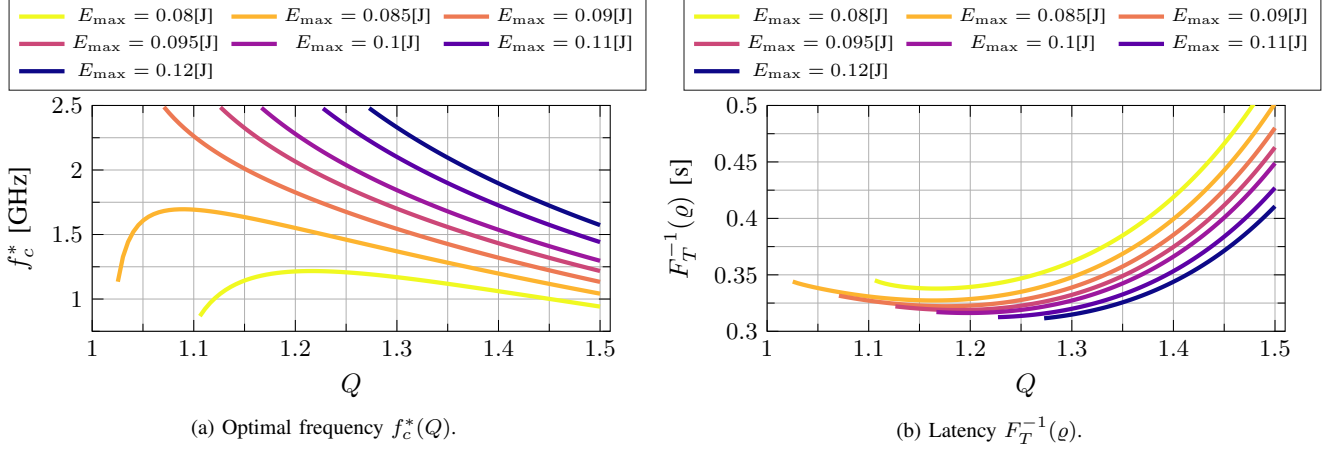 E_max = 0.08[J] E_max = 0.085[J] E_max = 0.09[J]
E_max = 0.095[J] E_max = 0.1[J] E_max = 0.11[J]
E_max = 0.12[J]
2.5
2
1.5
1
f_c^* [GHz]
1 1.1 1.2 1.3 1.4 1.5
Q
(a) Optimal frequency f_c^*(Q).
E_max = 0.08[J] E_max = 0.085[J] E_max = 0.09[J]
E_max = 0.095[J] E_max = 0.1[J] E_max = 0.11[J]
E_max = 0.12[J]
0.5
0.45
0.4
0.35
0.3
F_T^{-1}(ϱ) [s]
1 1.1 1.2 1.3 1.4 1.5
Q
(b) Latency F_T^{-1}(ϱ).